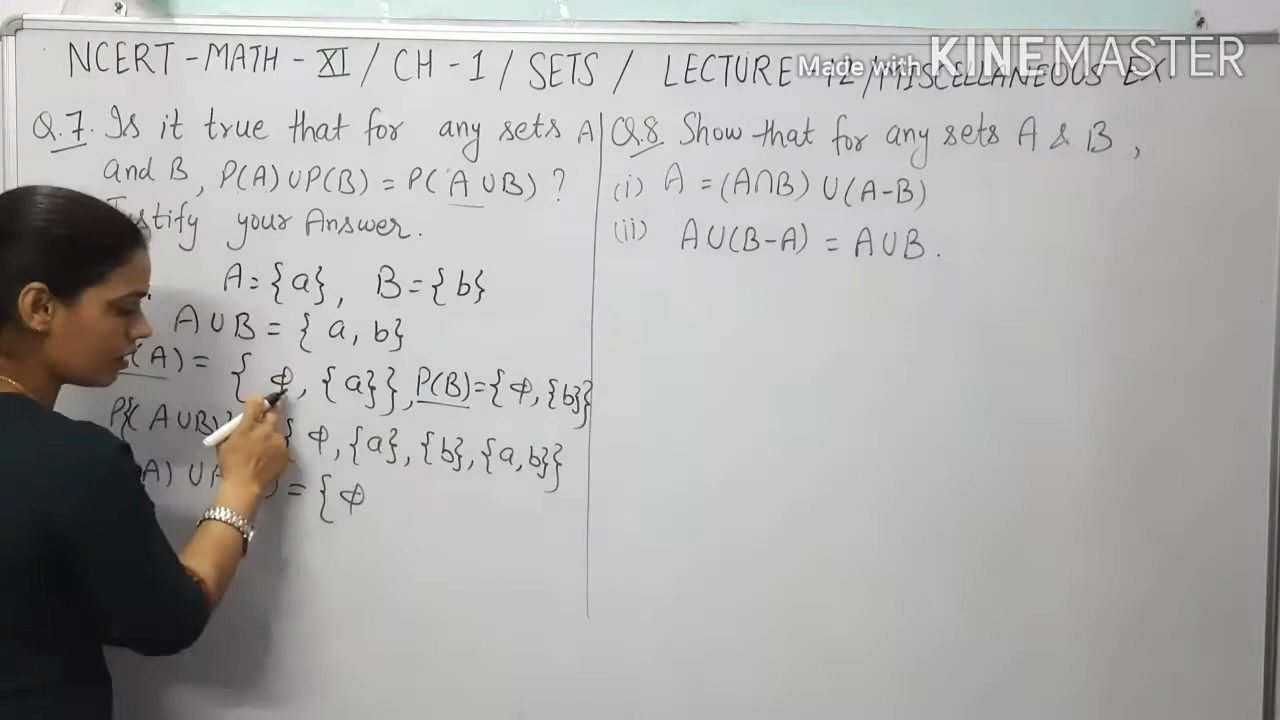 NCERT - MATH - XI / CH - 1 / SETS / LECTURE - 12 / MISCELLANEOUS EX
Made with KINEMASTER
Q.7. Is it true that for any sets A
and B, P(A) ∪ P(B) = P(A ∪ B) ?
Justify your Answer.
A = {a}, B = {b}
A ∪ B = { a, b}
(A) = { Φ, {a}}, P(B) = {Φ, {b}}
P{(A ∪ B) { Φ, {a}, {b}, {a, b}}
A) ∪ = { Φ
Q.8 Show that for any sets A & B ,
(i) A = (A∩B) ∪ (A-B)
(ii) A∪(B-A) = A∪B.